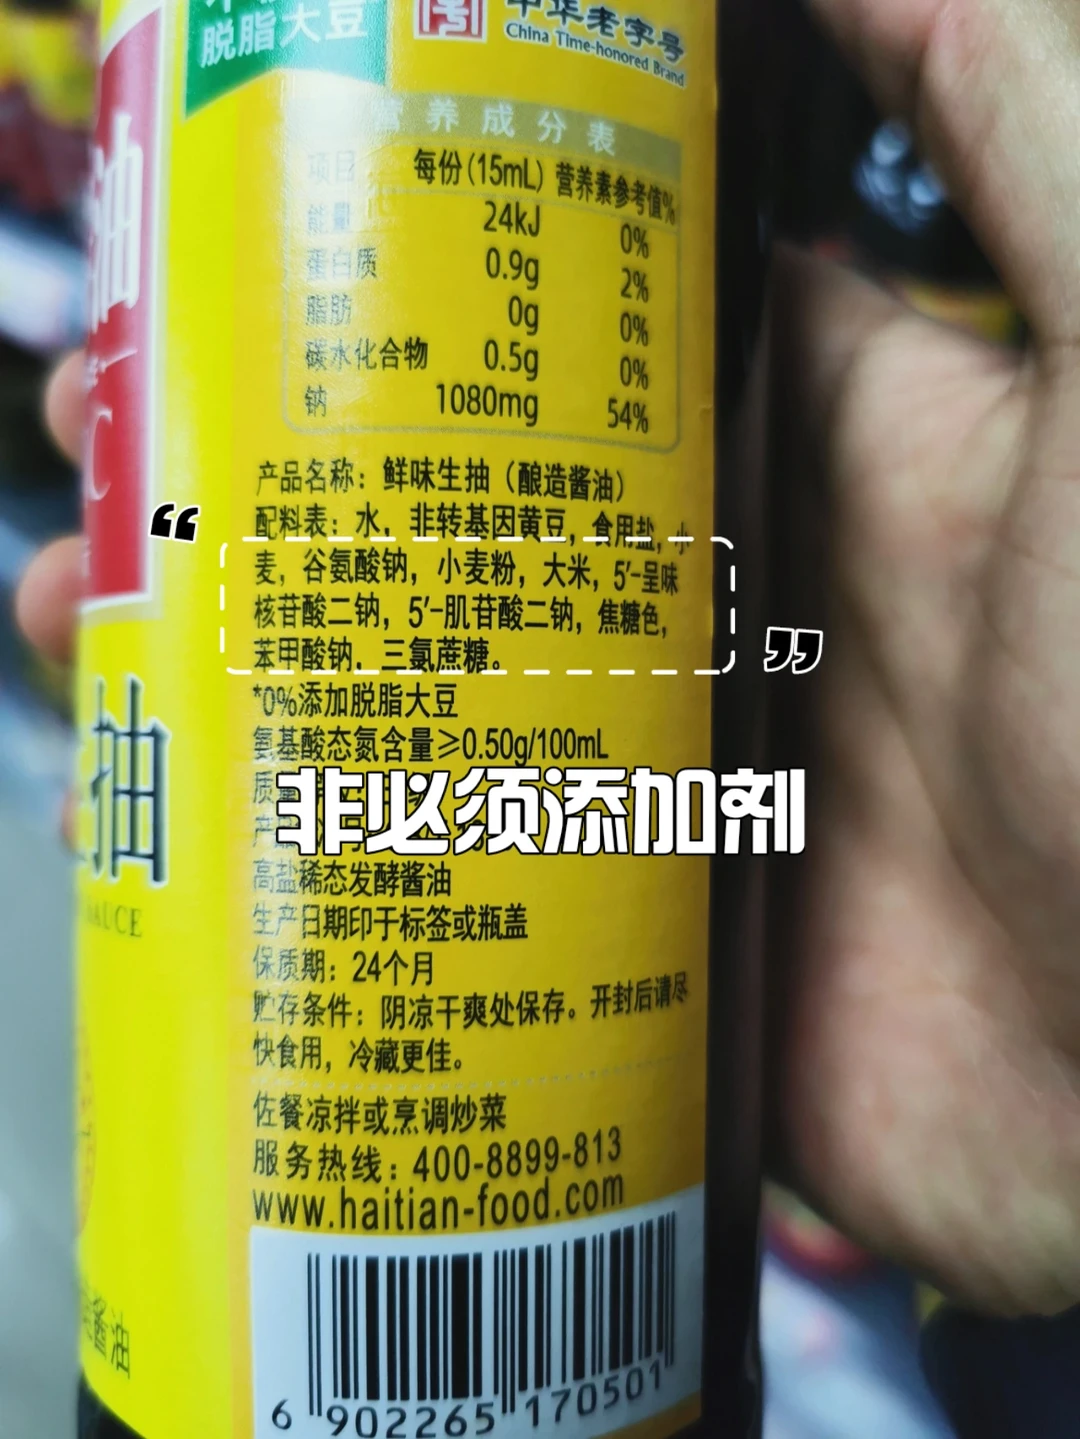 脱脂大豆
中华老字号
China Time-honored Brand
油
营养成分表
项目 每份(15mL) 营养素参考值%
能量 24kJ 0%
蛋白质 0.9g 2%
脂肪 0g 0%
碳水化合物 0.5g 0%
钠 1080mg 54%
产品名称：鲜味生抽（酿造酱油）
配料表：水，非转基因黄豆，食用盐，小
麦，谷氨酸钠，小麦粉，大米，5′-呈味
核苷酸二钠，5′-肌苷酸二钠，焦糖色，
苯甲酸钠，三氯蔗糖。
“
”
*0%添加脱脂大豆
氨基酸态氮含量≥0.50g/100mL
非必须添加剂
高盐稀态发酵酱油
生产日期印于标签或瓶盖
保质期：24个月
贮存条件：阴凉干爽处保存。开封后请尽
快食用，冷藏更佳。
佐餐凉拌或烹调炒菜
服务热线：400-8899-813
www.haitian-food.com
6 902265 170501
抽
酱油